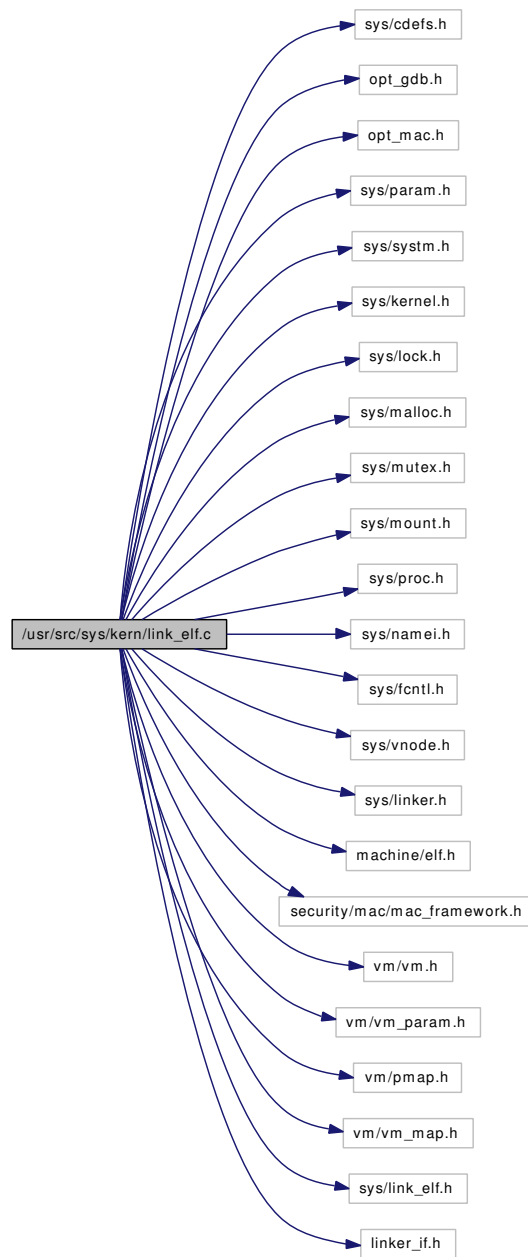 sys/cdefs.h
opt_gdb.h
opt_mac.h
sys/param.h
sys/systm.h
sys/kernel.h
sys/lock.h
sys/malloc.h
sys/mutex.h
sys/mount.h
sys/proc.h
/usr/src/sys/kern/link_elf.c
sys/namei.h
sys/fcntl.h
sys/vnode.h
sys/linker.h
machine/elf.h
security/mac/mac_framework.h
vm/vm.h
vm/vm_param.h
vm/pmap.h
vm/vm_map.h
sys/link_elf.h
linker_if.h